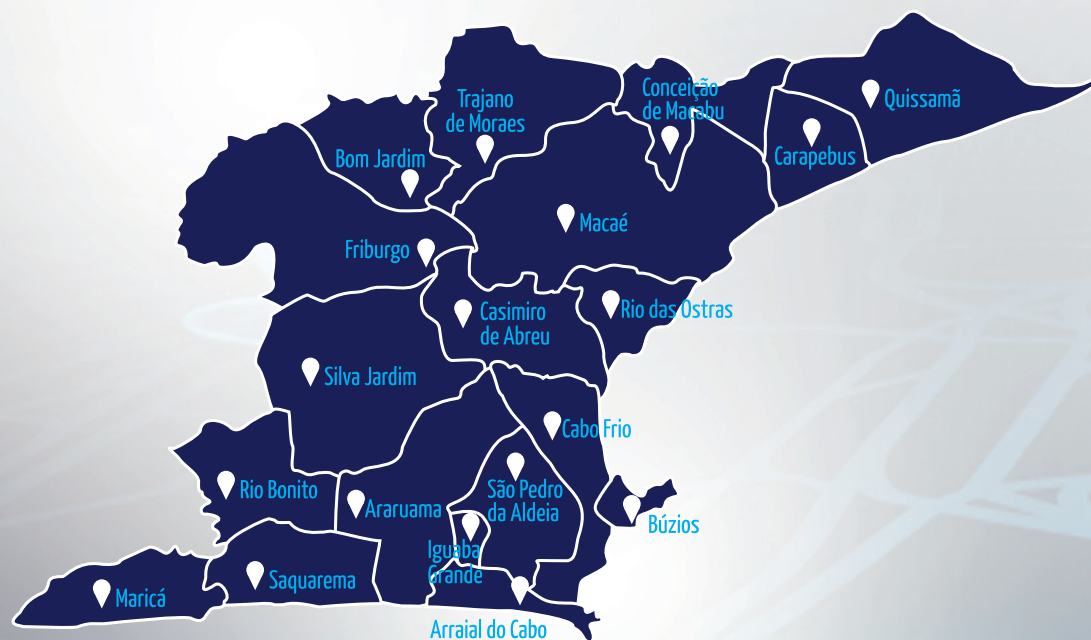 Trajano
de Moraes
Conceição
de Macabu
Quissamã
Carapebus
Bom Jardim
Macaé
Friburgo
Casimiro
de Abreu
Rio das Ostras
Silva Jardim
Cabo Frio
Rio Bonito
Araruama
São Pedro
da Aldeia
Búzios
Iguaba
Grande
Saquarema
Maricá
Arraial do Cabo